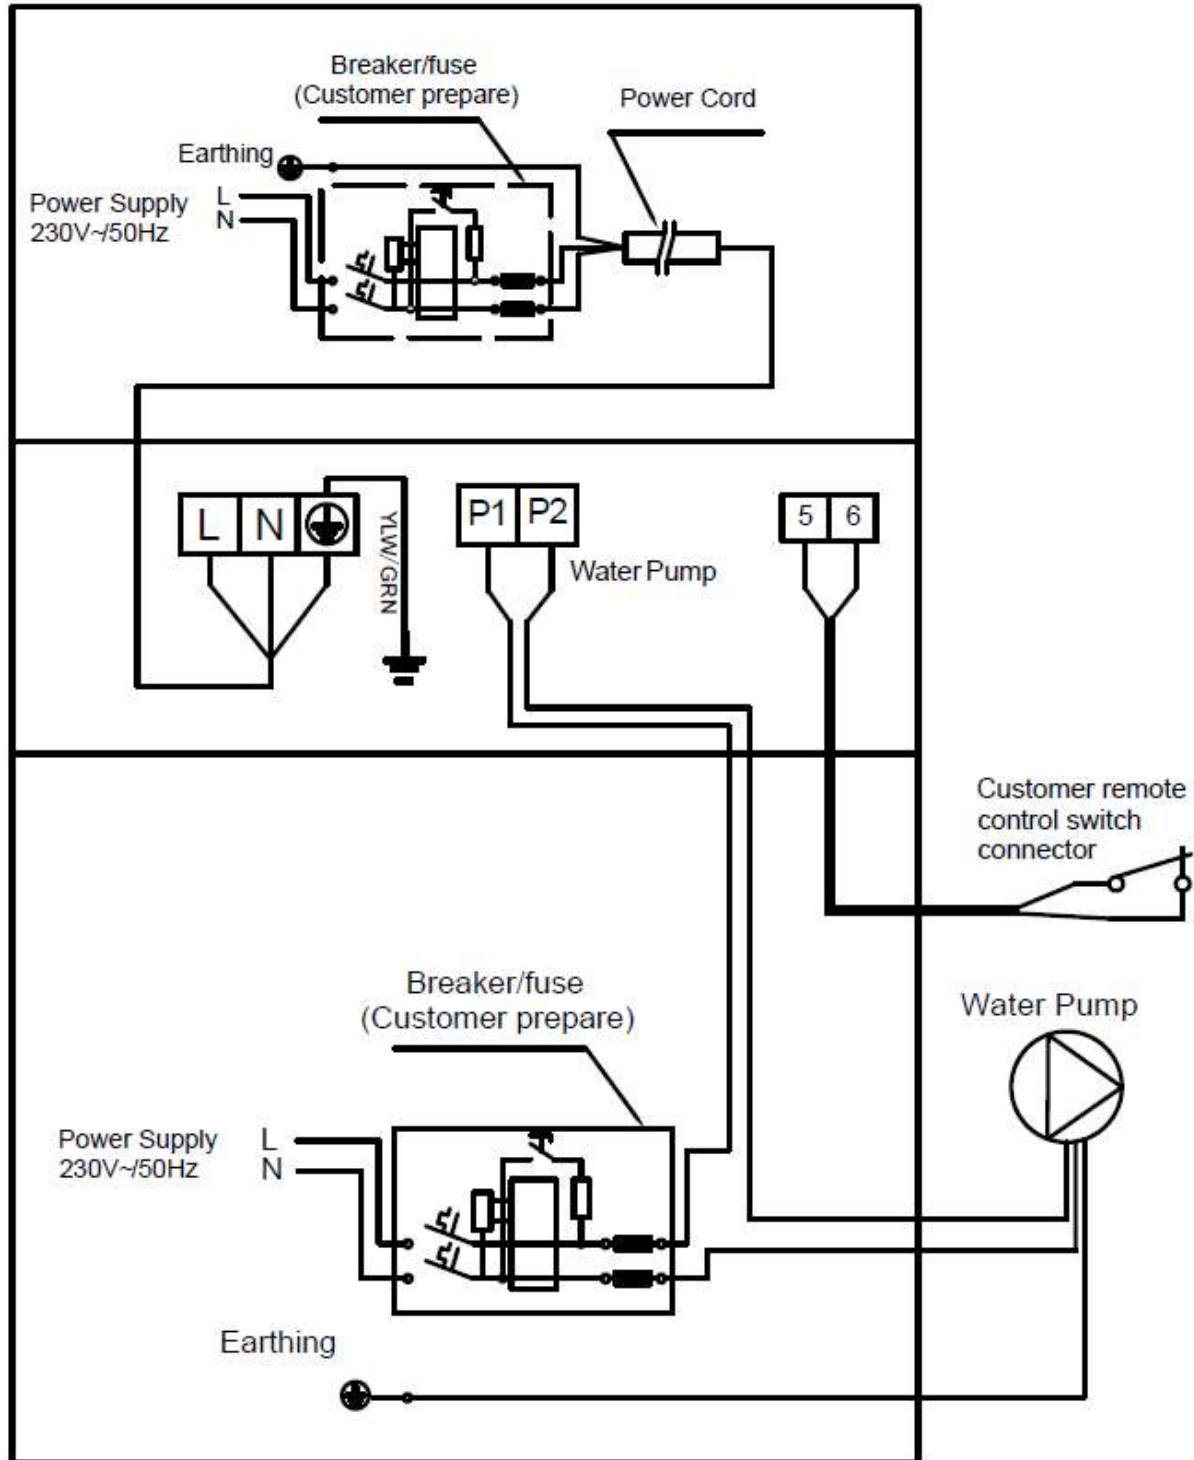 Breaker/fuse
(Customer prepare)
Power Cord
Earthing
Power Supply
230V~/50Hz
L
N
L N
YLW/GRN
P1 P2
Water Pump
5 6
Customer remote
control switch
connector
Breaker/fuse
(Customer prepare)
Water Pump
Power Supply
230V~/50Hz
L
N
Earthing